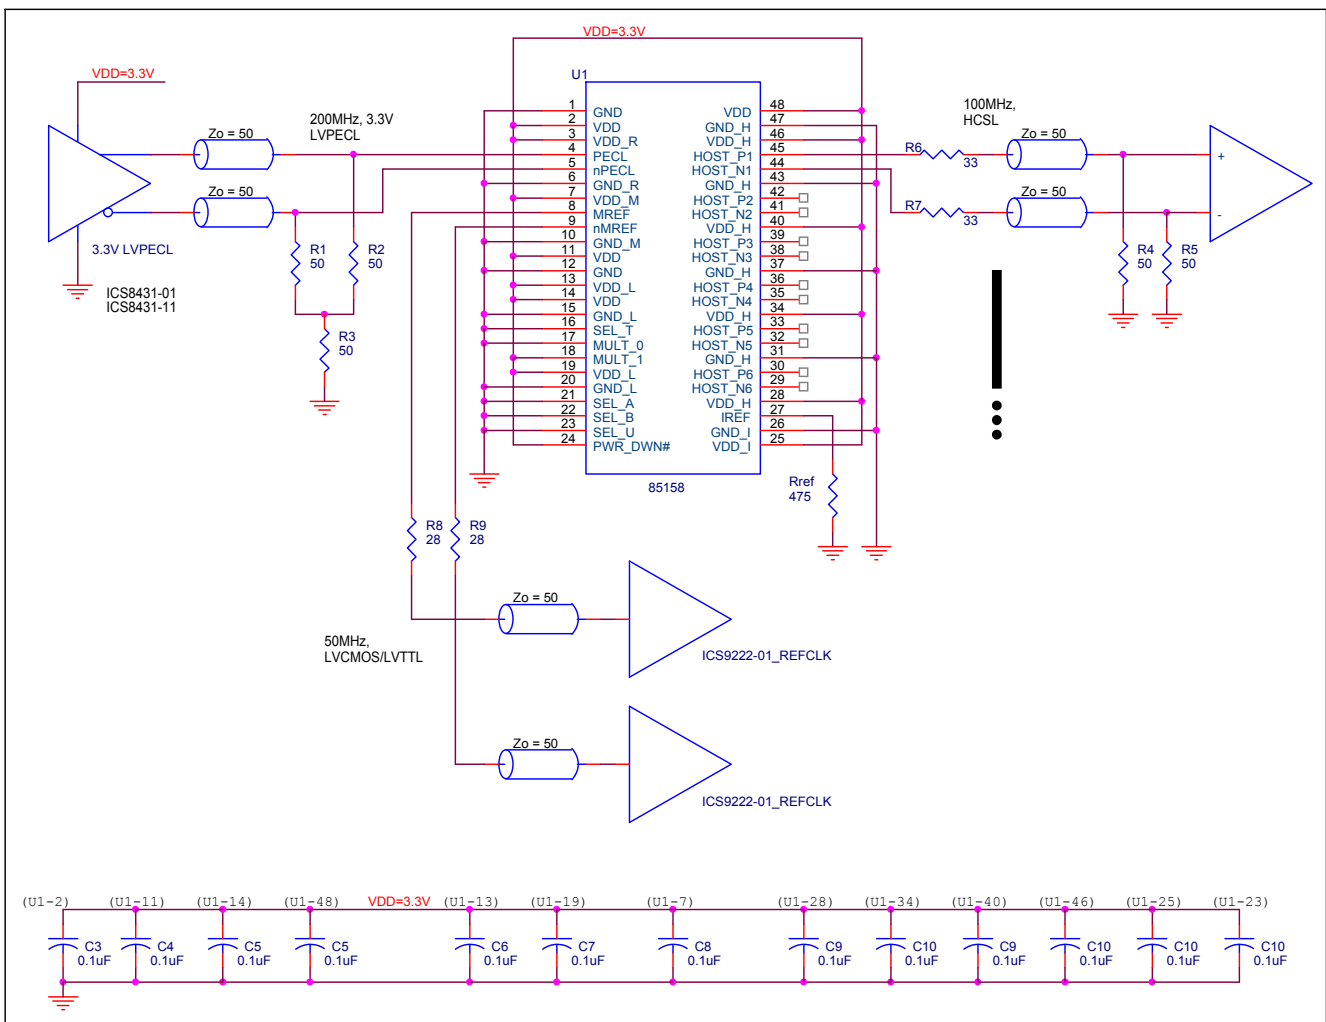 VDD=3.3V
VDD=3.3V
U1
200MHz, 3.3V
LVPECL
100MHz,
HCSL
Zo = 50
Zo = 50
3.3V LVPECL
ICS8431-01
ICS8431-11
R1
50
R2
50
R3
50
1 GND
2 VDD
3 VDD_R
4 PECL
5 nPECL
6 GND_R
7 VDD_M
8 MREF
9 nMREF
10 GND_M
11 VDD
12 GND
13 VDD_L
14 VDD
15 GND_L
16 SEL_T
17 MULT_0
18 MULT_1
19 VDD_L
20 GND_L
21 SEL_A
22 SEL_B
23 SEL_U
24 PWR_DWN#
VDD 48
GND_H 47
VDD_H 46
HOST_P1 45
HOST_N1 44
GND_H 43
HOST_P2 42
HOST_N2 41
VDD_H 40
HOST_P3 39
HOST_N3 38
GND_H 37
HOST_P4 36
HOST_N4 35
VDD_H 34
HOST_P5 33
HOST_N5 32
GND_H 31
HOST_P6 30
HOST_N6 29
VDD_H 28
IREF 27
GND_I 26
VDD_I 25
85158
R6
33
R7
33
Zo = 50
Zo = 50
+
-
R4
50
R5
50
Rref
475
R8
28
R9
28
50MHz,
LVCMOS/LVTTL
Zo = 50
ICS9222-01_REFCLK
Zo = 50
ICS9222-01_REFCLK
(U1-2) (U1-11) (U1-14) (U1-48) VDD=3.3V (U1-13) (U1-19) (U1-7) (U1-28) (U1-34) (U1-40) (U1-46) (U1-25) (U1-23)
C3 C4 C5 C5 C6 C7 C8 C9 C10 C9 C10 C10 C10
0.1uF 0.1uF 0.1uF 0.1uF 0.1uF 0.1uF 0.1uF 0.1uF 0.1uF 0.1uF 0.1uF 0.1uF 0.1uF